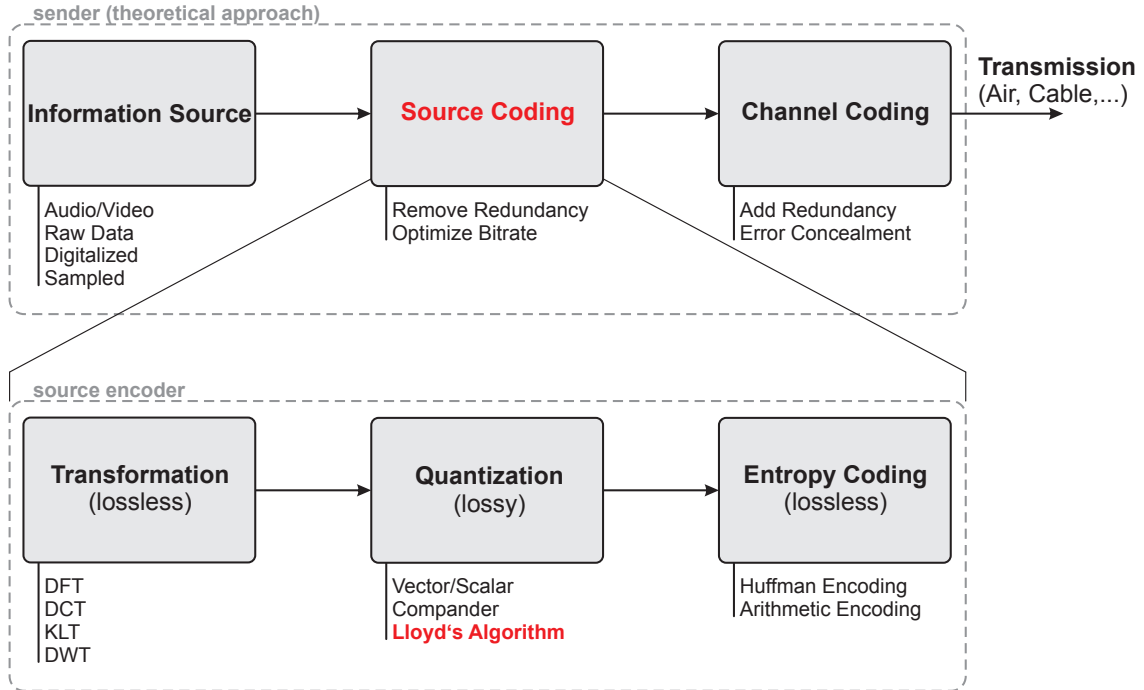 sender (theoretical approach)
Information Source
Source Coding
Channel Coding
Transmission
(Air, Cable,...)
Audio/Video
Raw Data
Digitalized
Sampled
Remove Redundancy
Optimize Bitrate
Add Redundancy
Error Concealment
source encoder
Transformation
(lossless)
Quantization
(lossy)
Entropy Coding
(lossless)
DFT
DCT
KLT
DWT
Vector/Scalar
Compander
Lloyd‘s Algorithm
Huffman Encoding
Arithmetic Encoding